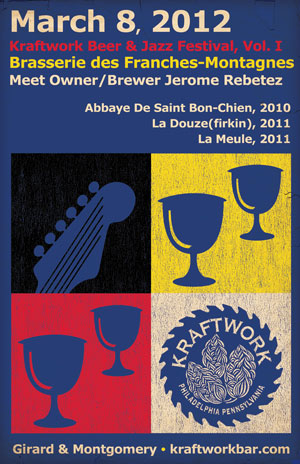 March 8, 2012
Kraftwork Beer & Jazz Festival, Vol. I
Brasserie des Franches-Montagnes
Meet Owner/Brewer Jerome Rebetez
Abbaye De Saint Bon-Chien, 2010
La Douze(firkin), 2011
La Meule, 2011
KRAFTWORK
PHILADELPHIA PENNSYLVANIA
Girard & Montgomery • kraftworkbar.com